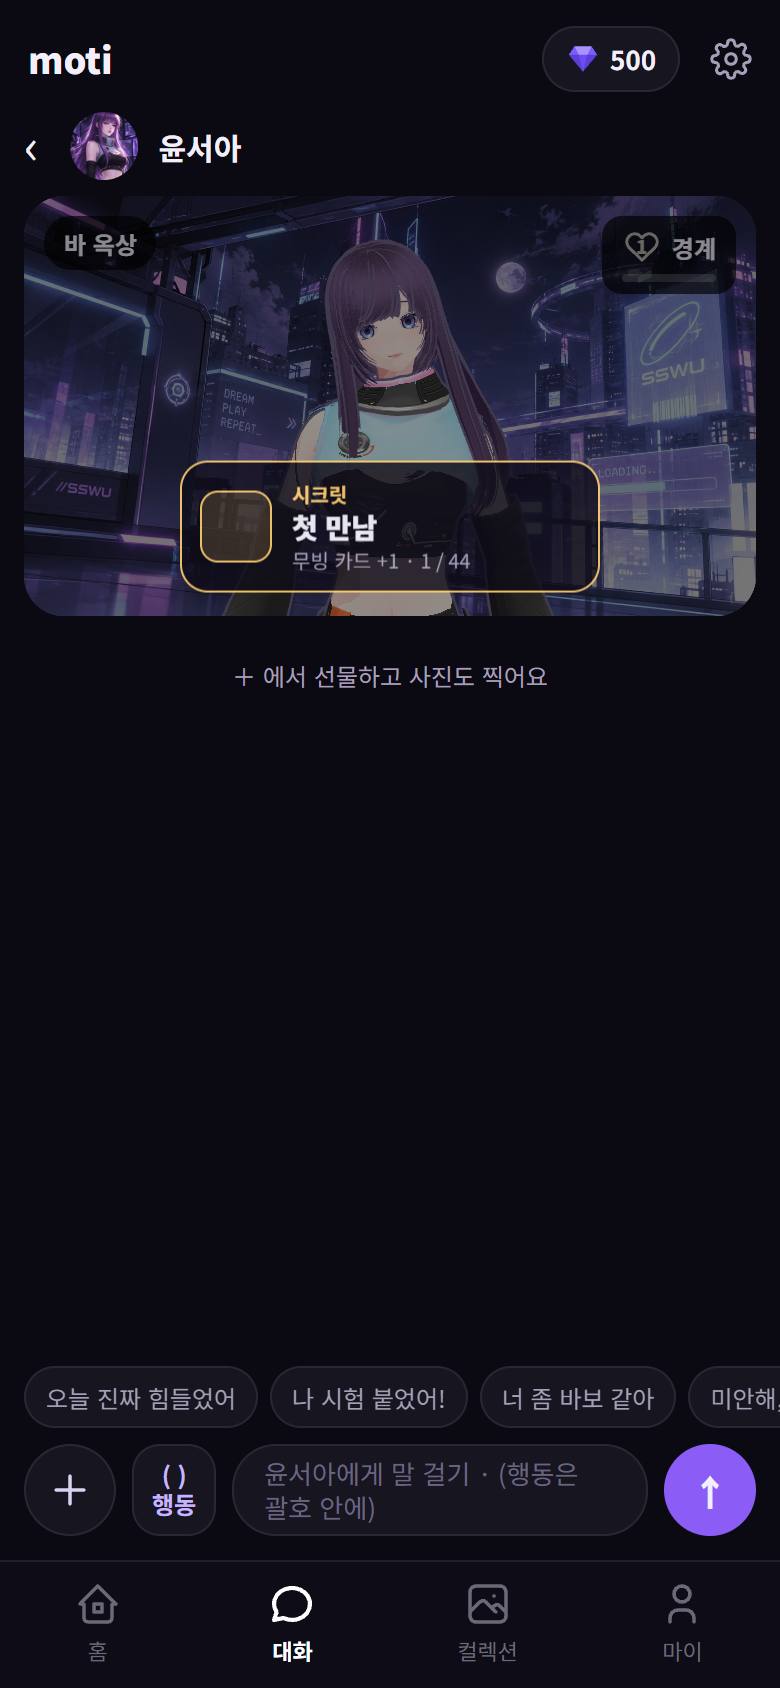 moti
500
윤서아
바 옥상
1 경계
DREAM
PLAY
REPEAT_
SSWU
LOADING..
//SSWU
시크릿
첫 만남
무빙 카드 +1 · 1 / 44
+ 에서 선물하고 사진도 찍어요
오늘 진짜 힘들었어
나 시험 붙었어!
너 좀 바보 같아
미안해,
( )
행동
윤서아에게 말 걸기 · (행동은
괄호 안에)
홈
대화
컬렉션
마이